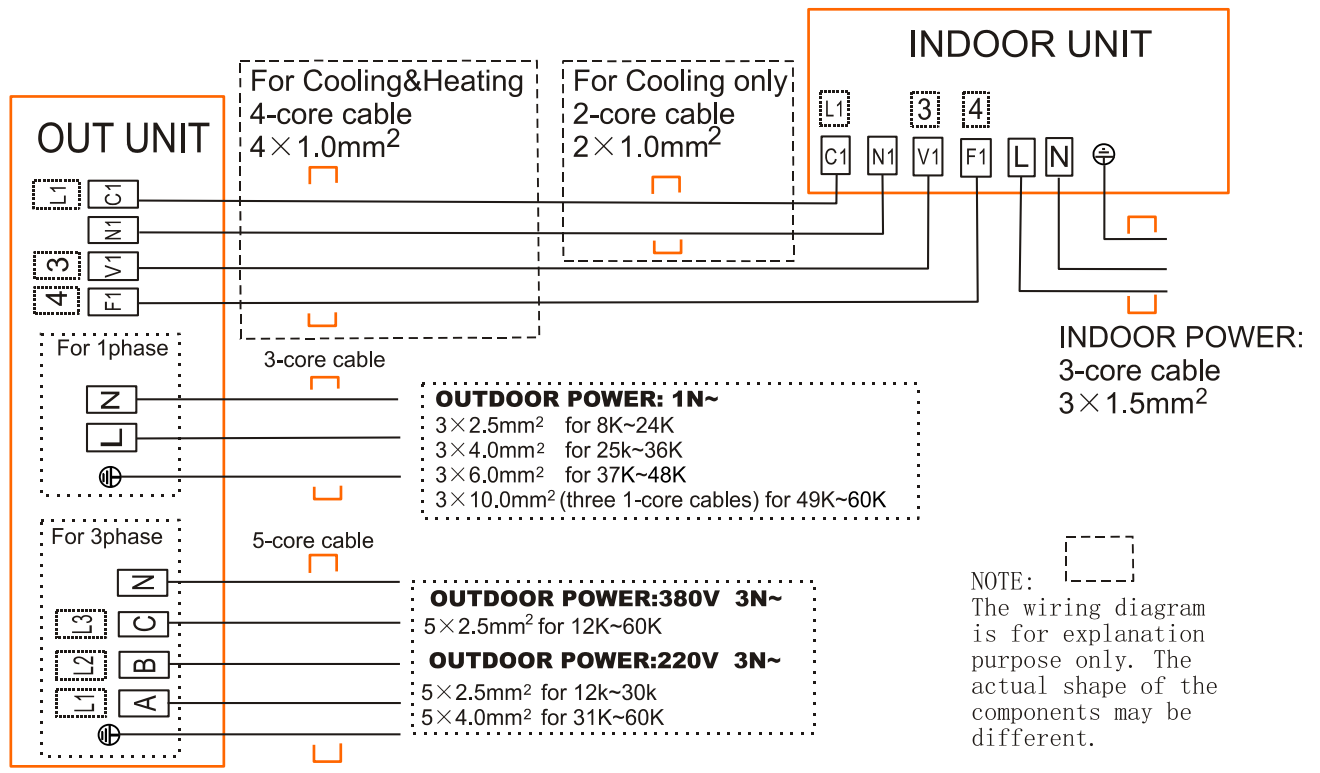 OUT UNIT
L1 C1
N1
3 V1
4 F1
For Cooling&Heating
4-core cable
4×1.0mm²
For Cooling only
2-core cable
2×1.0mm²
INDOOR UNIT
L1 3 4
C1 N1 V1 F1 L N
INDOOR POWER:
3-core cable
3×1.5mm²
For 1phase
N
L
3-core cable
OUTDOOR POWER: 1N~
3×2.5mm² for 8K~24K
3×4.0mm² for 25k~36K
3×6.0mm² for 37K~48K
3×10.0mm² (three 1-core cables) for 49K~60K
For 3phase
N
L3 C
L2 B
L1 A
5-core cable
OUTDOOR POWER:380V 3N~
5×2.5mm² for 12K~60K
OUTDOOR POWER:220V 3N~
5×2.5mm² for 12k~30k
5×4.0mm² for 31K~60K
NOTE:
The wiring diagram
is for explanation
purpose only. The
actual shape of the
components may be
different.